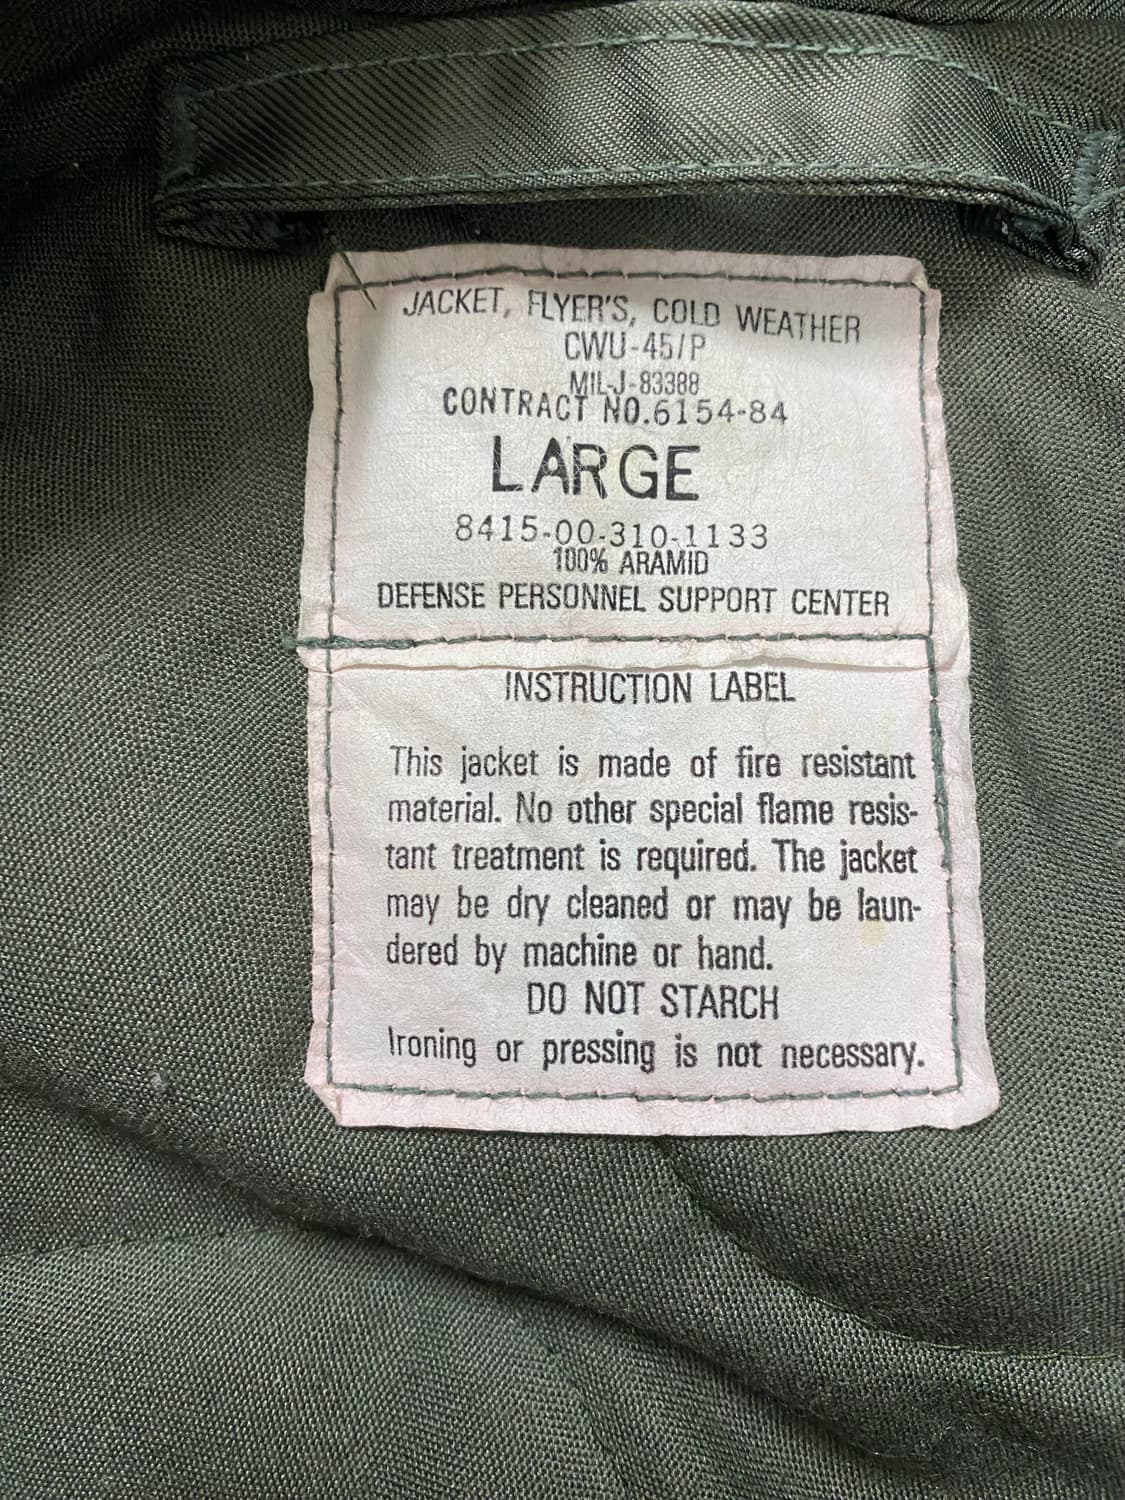 JACKET, FLYER'S, COLD WEATHER
CWU-45/P
MIL-J-83388
CONTRACT NO.6154-84
LARGE
8415-00-310-1133
100% ARAMID
DEFENSE PERSONNEL SUPPORT CENTER
INSTRUCTION LABEL
This jacket is made of fire resistant
material. No other special flame resis-
tant treatment is required. The jacket
may be dry cleaned or may be laun-
dered by machine or hand.
DO NOT STARCH
Ironing or pressing is not necessary.